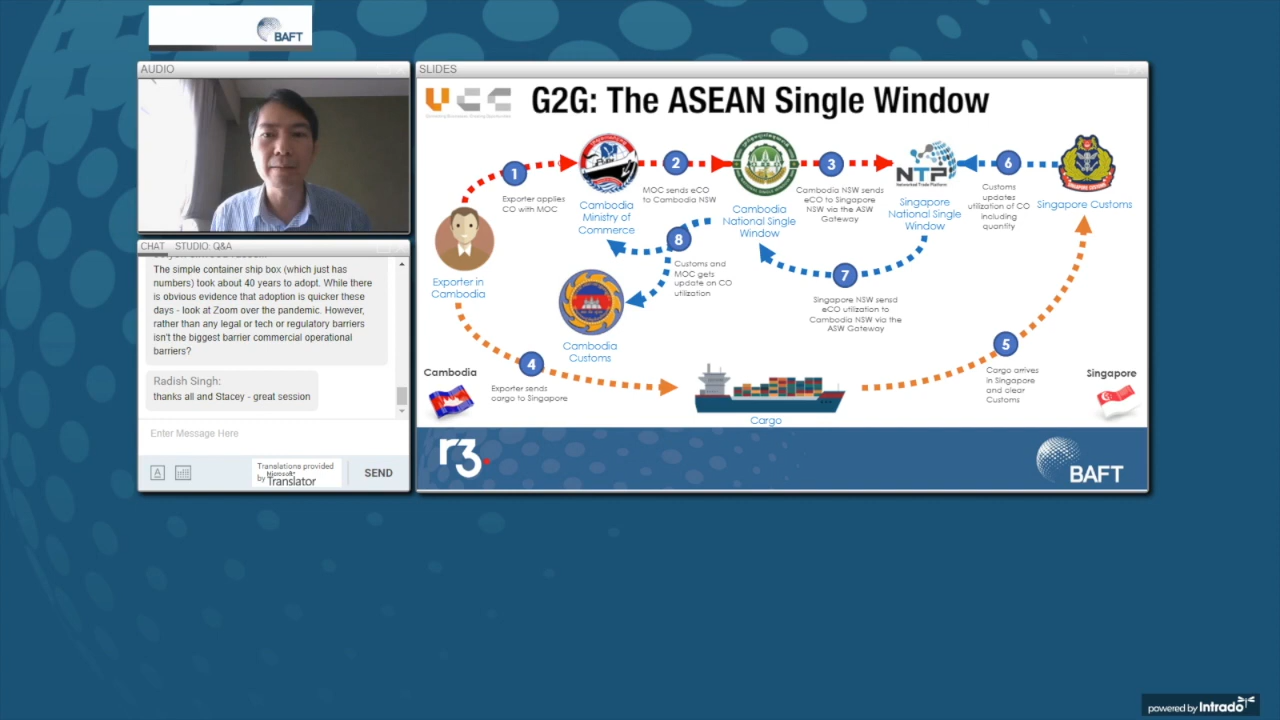 BAFT
AUDIO
CHAT STUDIO: Q&A
The simple container ship box (which just has
numbers) took about 40 years to adopt. While there
is obvious evidence that adoption is quicker these
days - look at Zoom over the pandemic. However,
rather than any legal or tech or regulatory barriers
isn't the biggest barrier commercial operational
barriers?
Radish Singh:
thanks all and Stacey - great session
Enter Message Here
A
Translations provided
by Microsoft®
Translator
SEND
SLIDES
UCC
G2G: The ASEAN Single Window
1
Exporter applies
CO with MOC
Cambodia
Ministry of
Commerce
2
MOC sends eCO
to Cambodia NSW
Cambodia
National Single
Window
3
Cambodia NSW sends
eCO to Singapore
NSW via the ASW
Gateway
NTP
Networked Trade Platform
Singapore
National Single
Window
6
Customs
updates
utilization of CO
including
quantity
SINGAPORE CUSTOMS
Singapore Customs
Exporter in
Cambodia
8
Customs and
MOC gets
update on CO
utilization
7
Singapore NSW sensd
eCO utilzation to
Cambodia NSW via the
ASW Gateway
Cambodia
Customs
4
Exporter sends
cargo to Singapore
5
Cargo arrives
in Singapore
and clear
Customs
Cambodia
Singapore
Cargo
r3.
BAFT
powered by Intrado